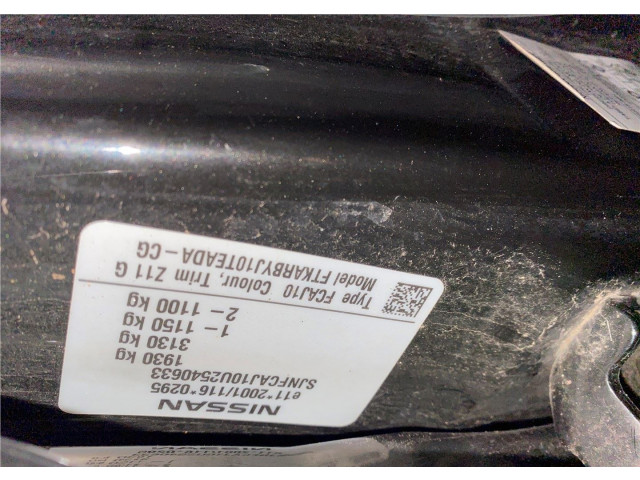 NISSAN
e11*2001/116*0295
SJNFCAJ10U2540633
1930 kg
3130 kg
1 – 1150 kg
2 – 1100 kg
Type FCAJ10 Colour, Trim Z11 G
Model FTKARBYJ10TEADA–CG